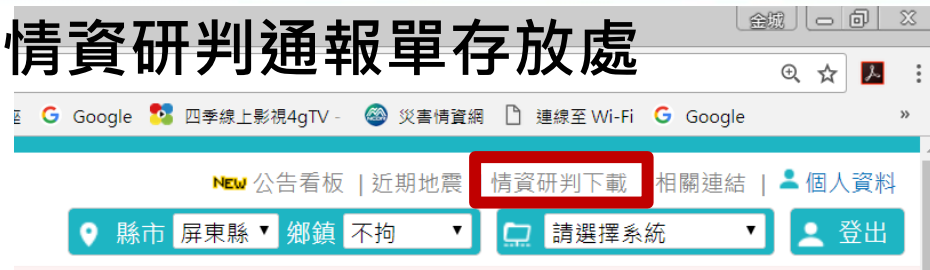 金城
情資研判通報單存放處
Google 四季線上影視4gTV - 災害情資網 連線至 Wi-Fi Google »
NEW 公告看板 | 近期地震 情資研判下載 相關連結 | 個人資料
縣市 屏東縣 鄉鎮 不拘 請選擇系統 登出